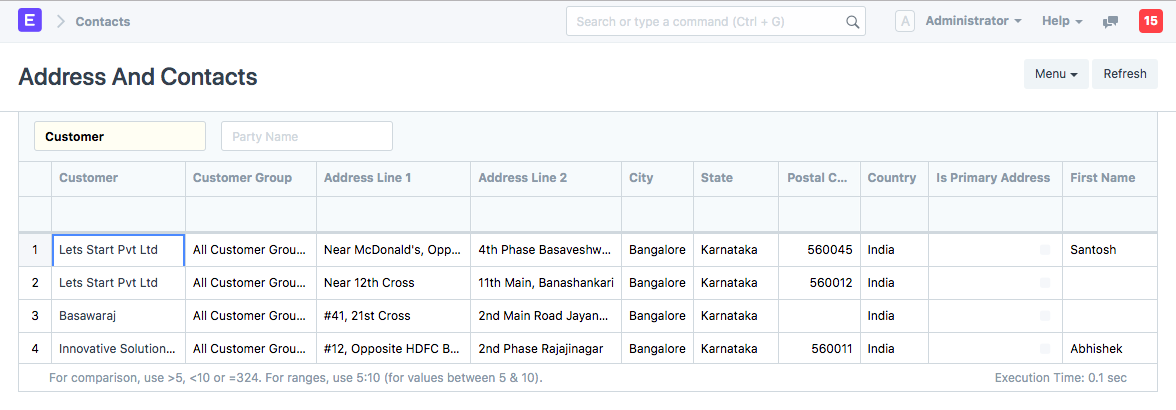 E Contacts Search or type a command (Ctrl + G) A Administrator Help 15
Address And Contacts Menu Refresh
Customer Party Name
Customer Customer Group Address Line 1 Address Line 2 City State Postal C... Country Is Primary Address First Name
1 Lets Start Pvt Ltd All Customer Grou... Near McDonald's, Opp... 4th Phase Basaveshw... Bangalore Karnataka 560045 India Santosh
2 Lets Start Pvt Ltd All Customer Grou... Near 12th Cross 11th Main, Banashankari Bangalore Karnataka 560012 India
3 Basawaraj All Customer Grou... #41, 21st Cross 2nd Main Road Jayan... Bangalore Karnataka India
4 Innovative Solution... All Customer Grou... #12, Opposite HDFC B... 2nd Phase Rajajinagar Bangalore Karnataka 560011 India Abhishek
For comparison, use >5, <10 or =324. For ranges, use 5:10 (for values between 5 & 10). Execution Time: 0.1 sec